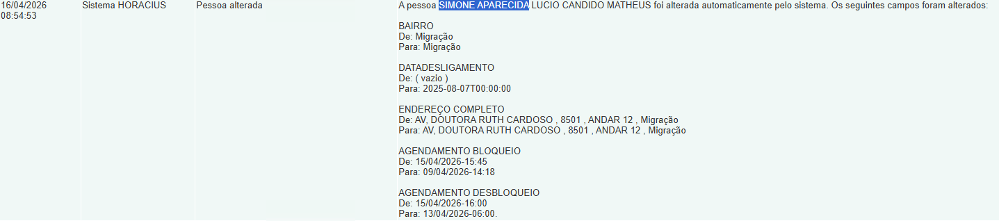 16/04/2026 08:54:53
Sistema HORACIUS
Pessoa alterada
A pessoa SIMONE APARECIDA LUCIO CANDIDO MATHEUS foi alterada automaticamente pelo sistema. Os seguintes campos foram alterados:
BAIRRO
De: Migração
Para: Migração
DATADESLIGAMENTO
De: ( vazio )
Para: 2025-08-07T00:00:00
ENDEREÇO COMPLETO
De: AV, DOUTORA RUTH CARDOSO , 8501 , ANDAR 12 , Migração
Para: AV, DOUTORA RUTH CARDOSO , 8501 , ANDAR 12 , Migração
AGENDAMENTO BLOQUEIO
De: 15/04/2026-15:45
Para: 09/04/2026-14:18
AGENDAMENTO DESBLOQUEIO
De: 15/04/2026-16:00
Para: 13/04/2026-06:00.